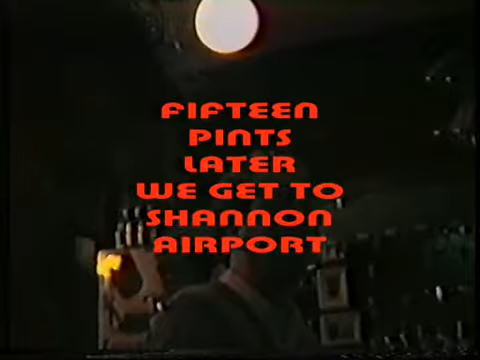 FIFTEEN
PINTS
LATER
WE GET TO
SHANNON
AIRPORT